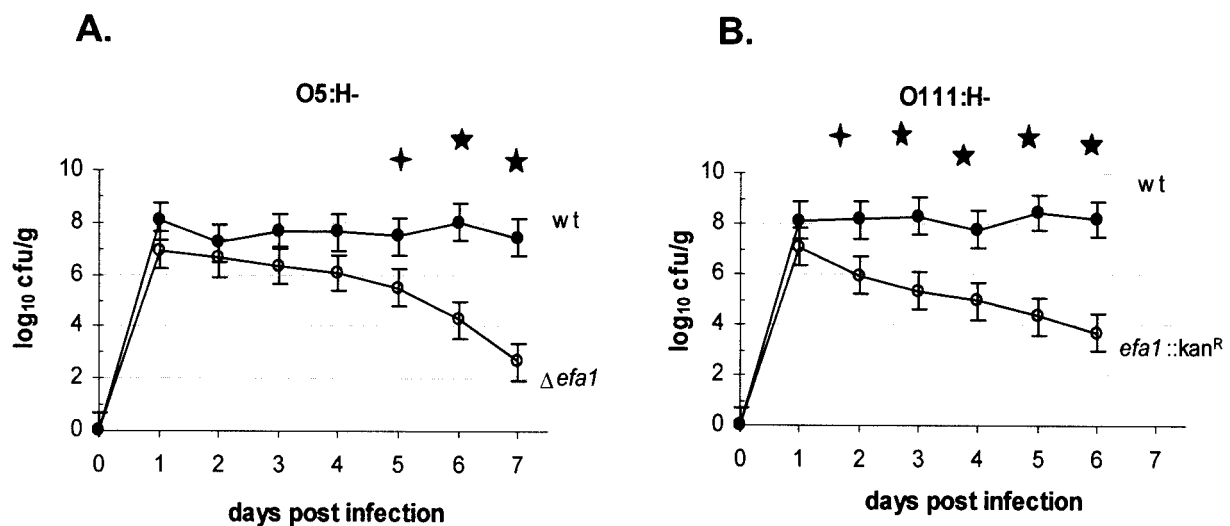 A.
O5:H-
10
8
6
4
2
0
log₁₀ cfu/g
wt
Δefa1
0 1 2 3 4 5 6 7
days post infection
B.
O111:H-
10
8
6
4
2
0
log₁₀ cfu/g
wt
efa1::kanᴿ
0 1 2 3 4 5 6 7
days post infection